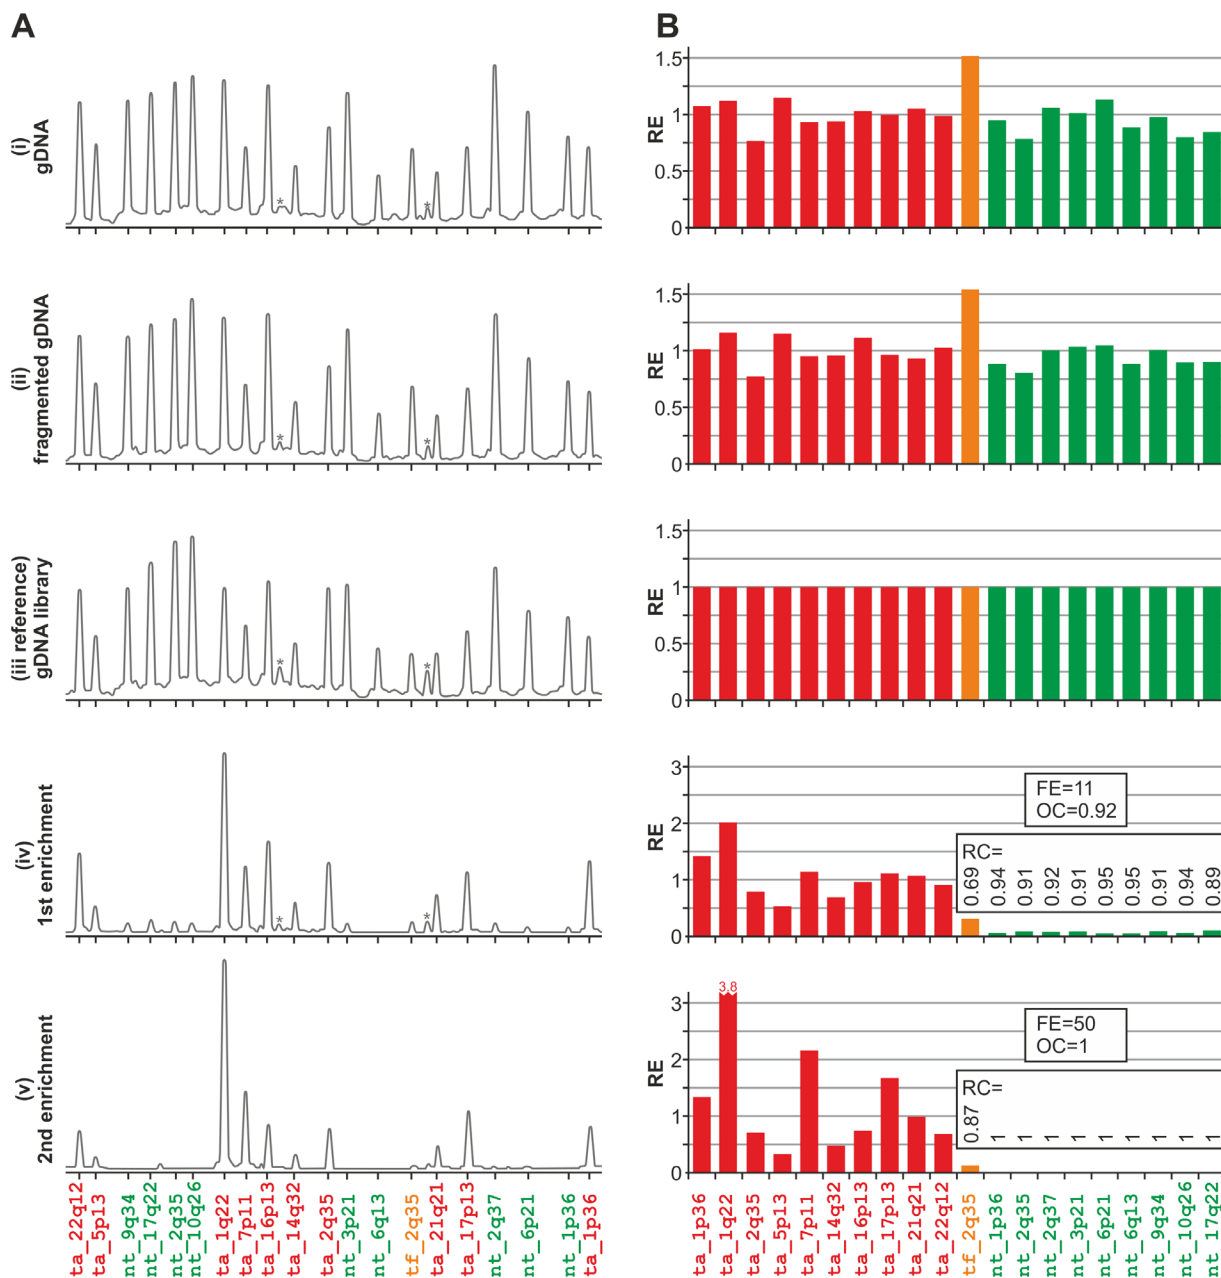 A
B
(i)
gDNA
*
*
RE
1.5
1
0.5
0
(ii)
fragmented gDNA
*
*
RE
1.5
1
0.5
0
(iii reference)
gDNA library
*
*
RE
1.5
1
0.5
0
(iv)
1st enrichment
*
*
RE
3
2
1
0
FE=11
OC=0.92
RC=
0.69
0.94
0.91
0.92
0.91
0.95
0.95
0.91
0.94
0.89
(v)
2nd enrichment
RE
3
2
1
0
3.8
FE=50
OC=1
RC=
0.87
1
1
1
1
1
1
1
1
1
ta_22q12
ta_5p13
nt_9q34
nt_17q22
nt_2q35
nt_10q26
ta_1q22
ta_7p11
ta_16p13
ta_14q32
ta_2q35
nt_3p21
nt_6q13
tf_2q35
ta_21q21
ta_17p13
nt_2q37
nt_6p21
nt_1p36
ta_1p36
ta_1p36
ta_1q22
ta_2q35
ta_5p13
ta_7p11
ta_14q32
ta_16p13
ta_17p13
ta_21q21
ta_22q12
tf_2q35
nt_1p36
nt_2q35
nt_2q37
nt_3p21
nt_6p21
nt_6q13
nt_9q34
nt_10q26
nt_17q22